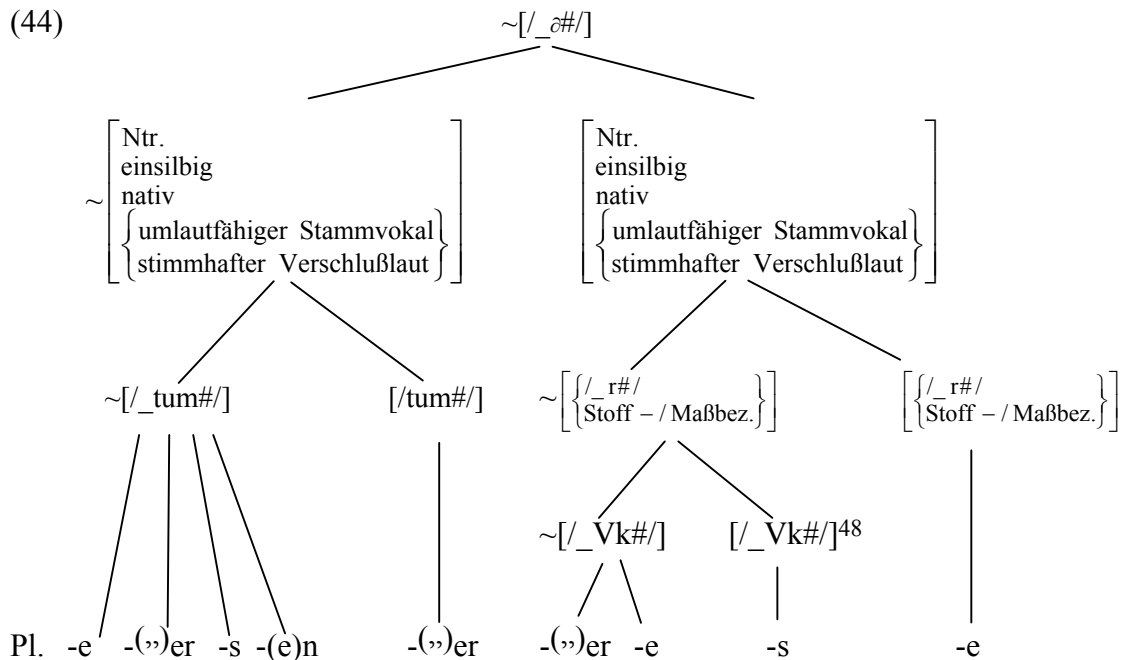 (44) ~[/_∂#/]
~[Ntr. [Ntr.
einsilbig einsilbig
nativ nativ
{umlautfähiger Stammvokal} {umlautfähiger Stammvokal}
{stimmhafter Verschlußlaut}] {stimmhafter Verschlußlaut}]
~[/_tum#/] [/tum#/] ~[{/_r#/ [{/_r#/
Stoff – / Maßbez.}] Stoff – / Maßbez.}]
~[/_Vk#/] [/_Vk#/]48
Pl. -e -(„)er -s -(e)n -(„)er -(„)er -e -s -e